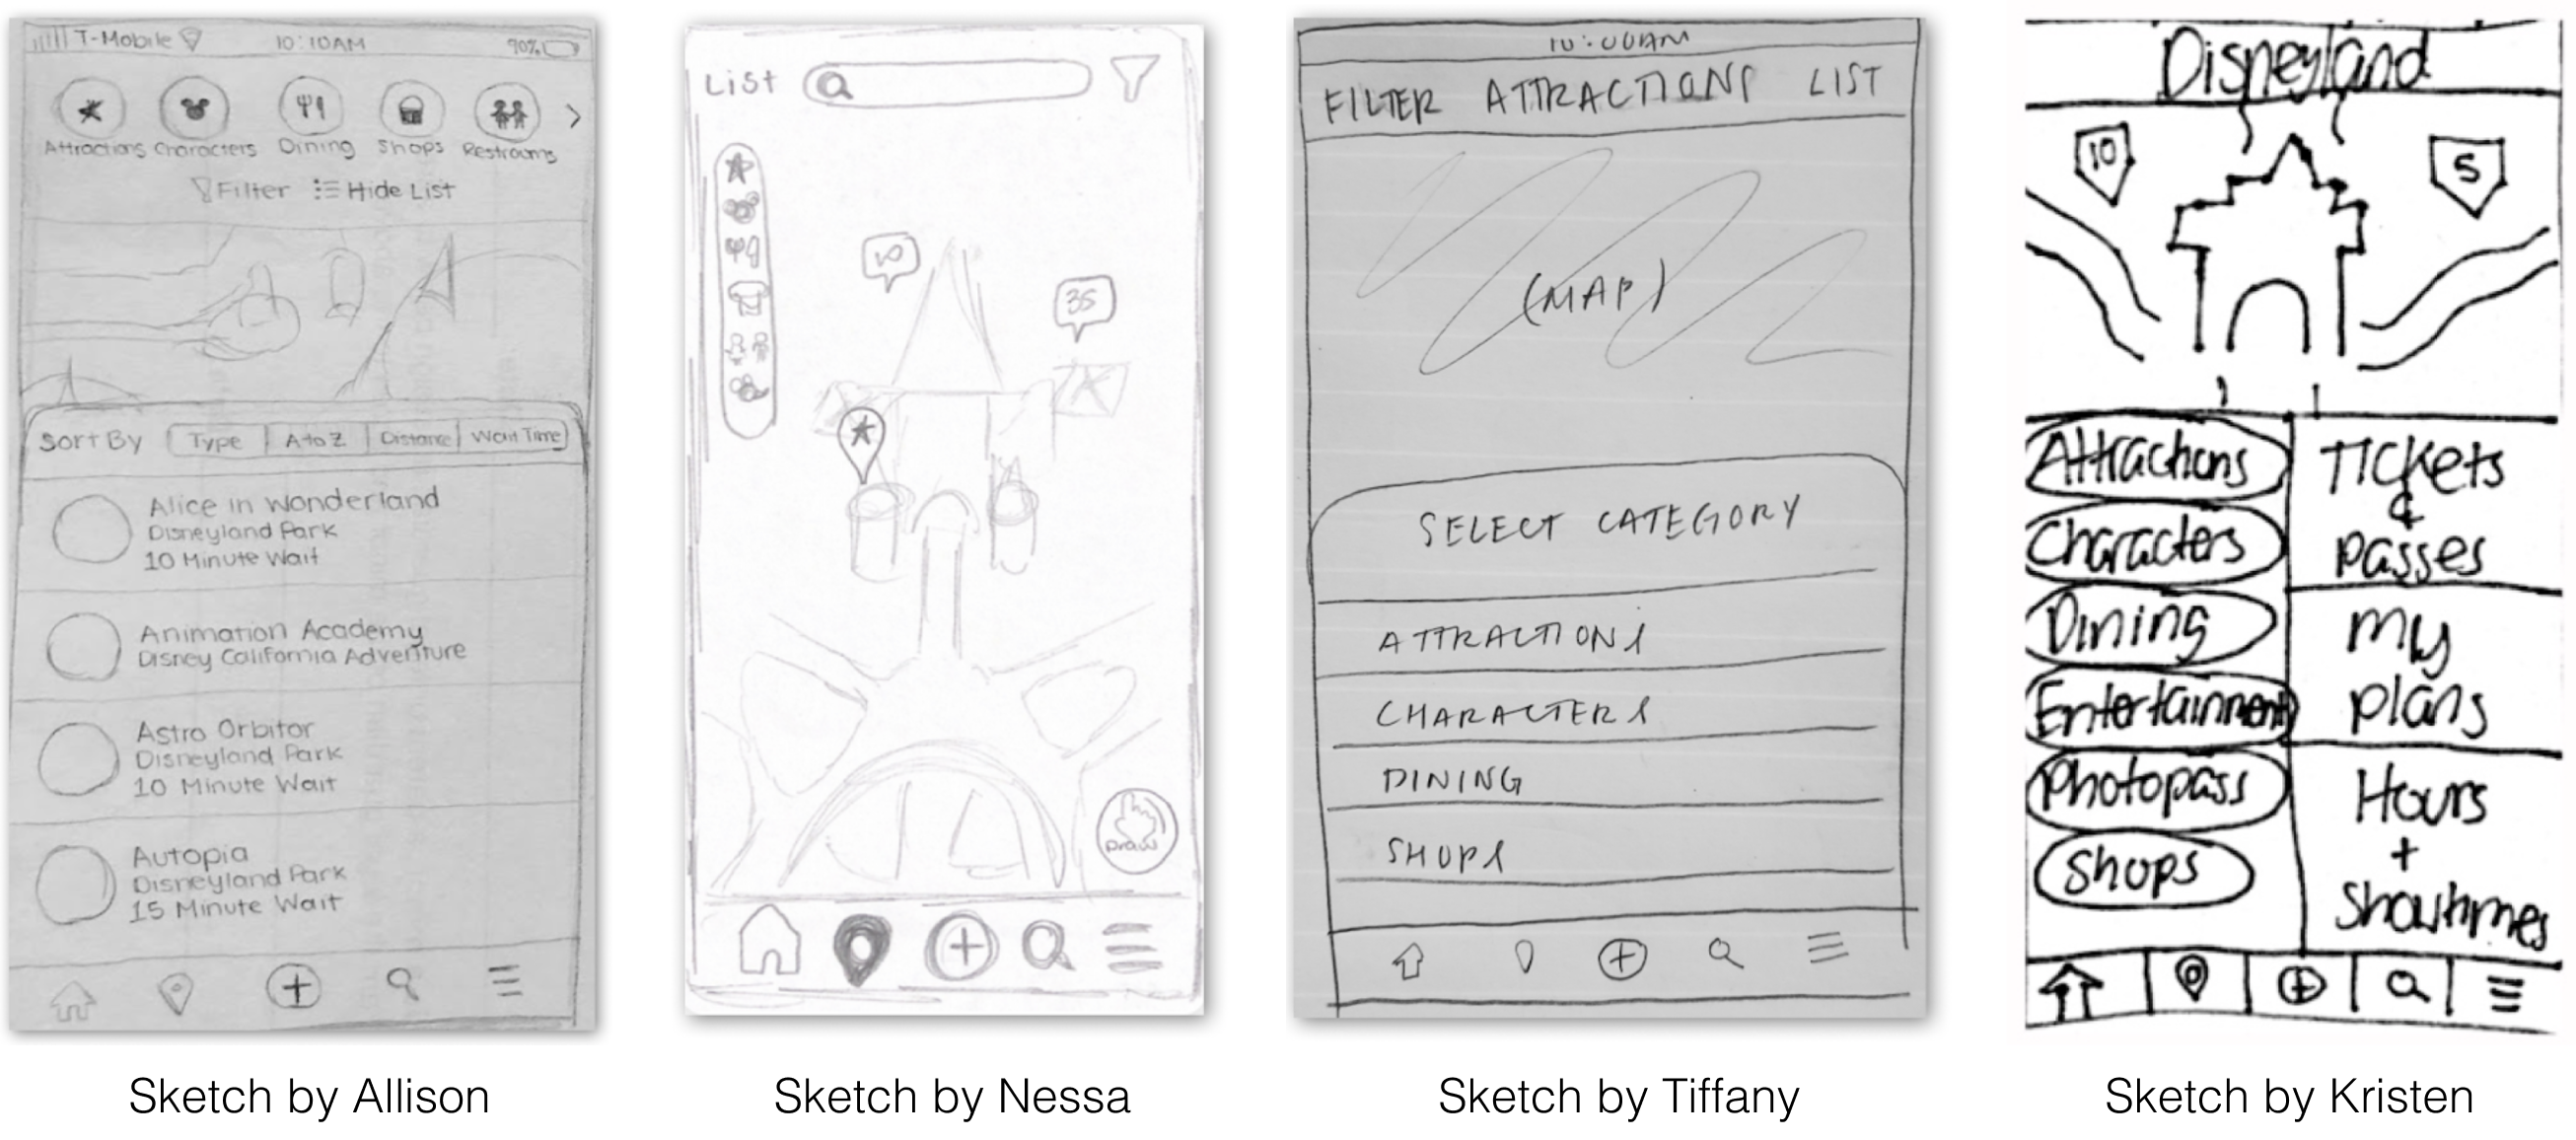 T-Mobile 10:10AM 90%
Attractions Characters Dining Shops Restrooms >
Filter Hide List
Sort By Type A to Z Distance Wait Time
Alice in Wonderland
Disneyland Park
10 Minute Wait
Animation Academy
Disney California Adventure
Astro Orbitor
Disneyland Park
10 Minute Wait
Autopia
Disneyland Park
15 Minute Wait
Sketch by Allison
List
10
35
Draw
Sketch by Nessa
10:00AM
FILTER ATTRACTIONS LIST
(MAP)
SELECT CATEGORY
ATTRACTIONS
CHARACTERS
DINING
SHOPS
Sketch by Tiffany
Disneyland
10
5
Attractions
Characters
Dining
Entertainment
Photopass
Shops
Tickets
&
passes
My
plans
Hours
+
Showtimes
Sketch by Kristen